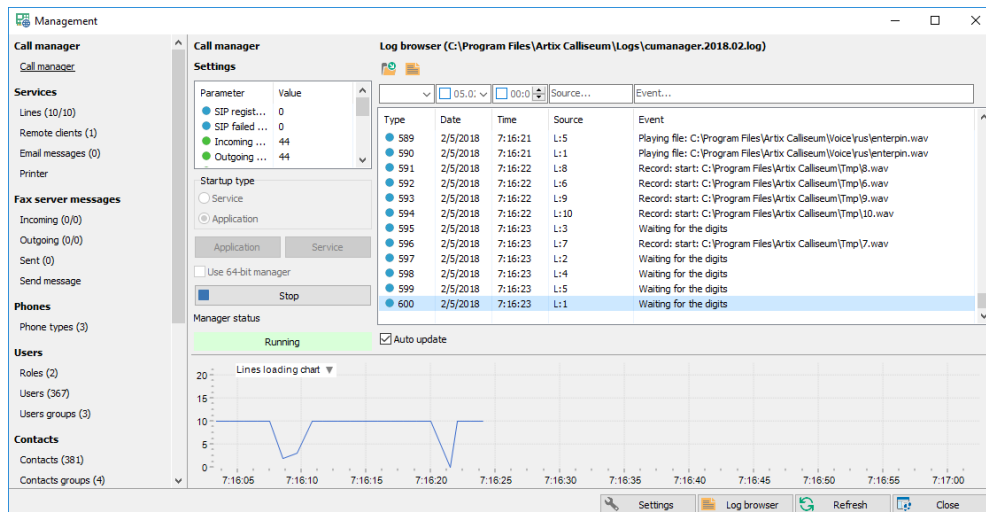 Management
Call manager
Call manager
Services
Lines (10/10)
Remote clients (1)
Email messages (0)
Printer
Fax server messages
Incoming (0/0)
Outgoing (0/0)
Sent (0)
Send message
Phones
Phone types (3)
Users
Roles (2)
Users (367)
Users groups (3)
Contacts
Contacts (381)
Contacts groups (4)
Call manager
Settings
Parameter Value
SIP regist... 0
SIP failed ... 0
Incoming ... 44
Outgoing ... 44
Startup type
Service
Application
Application Service
Use 64-bit manager
Stop
Manager status
Running
Log browser (C:\Program Files\Artix Calliseum\Logs\cumanager.2018.02.log)
05.0 00:0 Source... Event...
Type Date Time Source Event
589 2/5/2018 7:16:21 L:5 Playing file: C:\Program Files\Artix Calliseum\Voice\rus\enterpin.wav
590 2/5/2018 7:16:21 L:1 Playing file: C:\Program Files\Artix Calliseum\Voice\rus\enterpin.wav
591 2/5/2018 7:16:22 L:8 Record: start: C:\Program Files\Artix Calliseum\Tmp\8.wav
592 2/5/2018 7:16:22 L:6 Record: start: C:\Program Files\Artix Calliseum\Tmp\6.wav
593 2/5/2018 7:16:22 L:9 Record: start: C:\Program Files\Artix Calliseum\Tmp\9.wav
594 2/5/2018 7:16:22 L:10 Record: start: C:\Program Files\Artix Calliseum\Tmp\10.wav
595 2/5/2018 7:16:23 L:3 Waiting for the digits
596 2/5/2018 7:16:23 L:7 Record: start: C:\Program Files\Artix Calliseum\Tmp\7.wav
597 2/5/2018 7:16:23 L:2 Waiting for the digits
598 2/5/2018 7:16:23 L:4 Waiting for the digits
599 2/5/2018 7:16:23 L:5 Waiting for the digits
600 2/5/2018 7:16:23 L:1 Waiting for the digits
Auto update
Lines loading chart
20
15
10
5
0
7:16:05 7:16:10 7:16:15 7:16:20 7:16:25 7:16:30 7:16:35 7:16:40 7:16:45 7:16:50 7:16:55 7:17:00
Settings Log browser Refresh Close